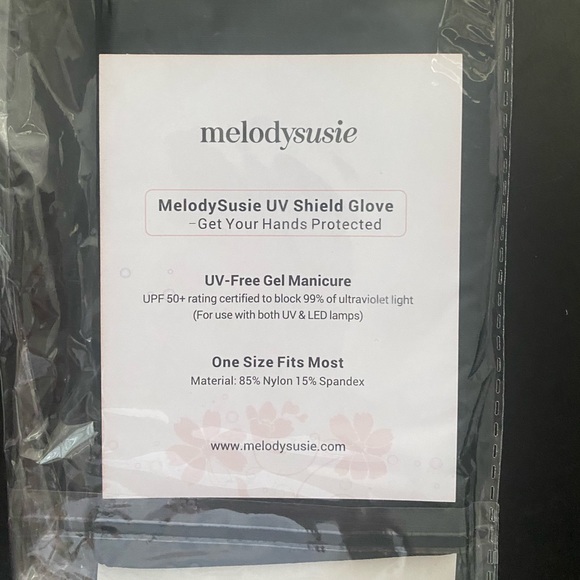 melodysusie
MelodySusie UV Shield Glove
–Get Your Hands Protected
UV-Free Gel Manicure
UPF 50+ rating certified to block 99% of ultraviolet light
(For use with both UV & LED lamps)
One Size Fits Most
Material: 85% Nylon 15% Spandex
www.melodysusie.com